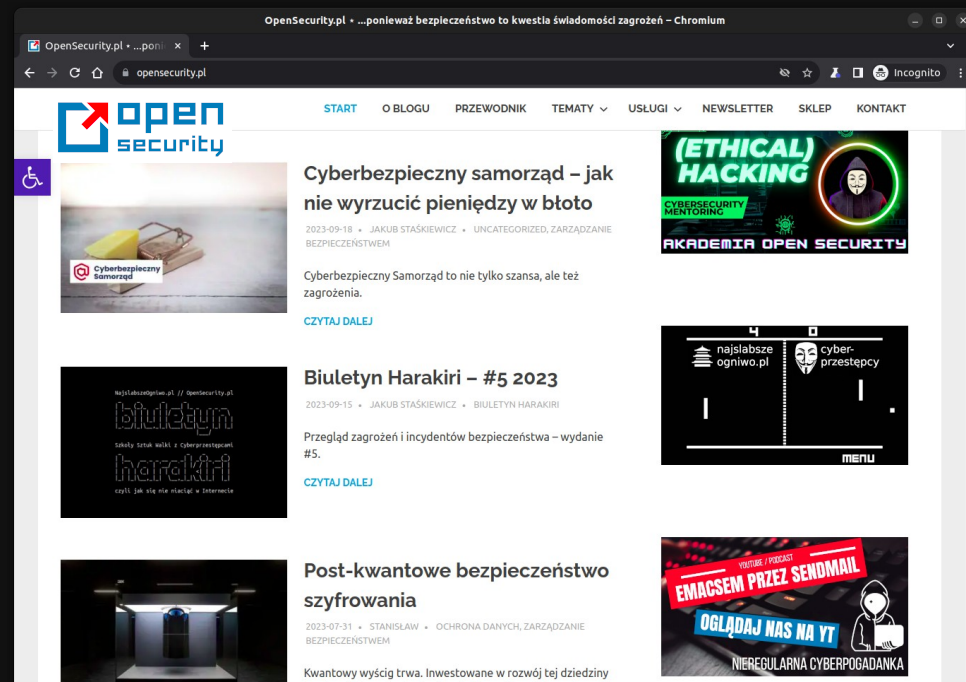 OpenSecurity.pl • ...ponieważ bezpieczeństwo to kwestia świadomości zagrożeń – Chromium
OpenSecurity.pl • ...poni
opensecurity.pl
Incognito
open
security
START
O BLOGU
PRZEWODNIK
TEMATY
USŁUGI
NEWSLETTER
SKLEP
KONTAKT
Cyberbezpieczny
Samorząd
Cyberbezpieczny samorząd – jak
nie wyrzucić pieniędzy w błoto
2023-09-18 • JAKUB STAŚKIEWICZ • UNCATEGORIZED, ZARZĄDZANIE
BEZPIECZEŃSTWEM
Cyberbezpieczny Samorząd to nie tylko szansa, ale też
zagrożenia.
CZYTAJ DALEJ
NajslabszeOgniwo.pl // OpenSecurity.pl
biuletyn
Szkoły Sztuk Walki z Cyberprzestępcami
harakiri
czyli jak się nie nieciąć w Internecie
Biuletyn Harakiri – #5 2023
2023-09-15 • JAKUB STAŚKIEWICZ • BIULETYN HARAKIRI
Przegląd zagrożeń i incydentów bezpieczeństwa – wydanie
#5.
CZYTAJ DALEJ
Post-kwantowe bezpieczeństwo
szyfrowania
2023-07-31 • STANISŁAW • OCHRONA DANYCH, ZARZĄDZANIE
BEZPIECZEŃSTWEM
Kwantowy wyścig trwa. Inwestowane w rozwój tej dziedziny
(ETHICAL)
HACKING
CYBERSECURITY
MENTORING
AKADEMIA OPEN SECURITY
4 0
najslabsze
ogniwo.pl
cyber-
przestępcy
MENU
YOUTUBE / PODCAST
EMACSEM PRZEZ SENDMAIL
OGLĄDAJ NAS NA YT
NIEREGULARNA CYBERPOGADANKA